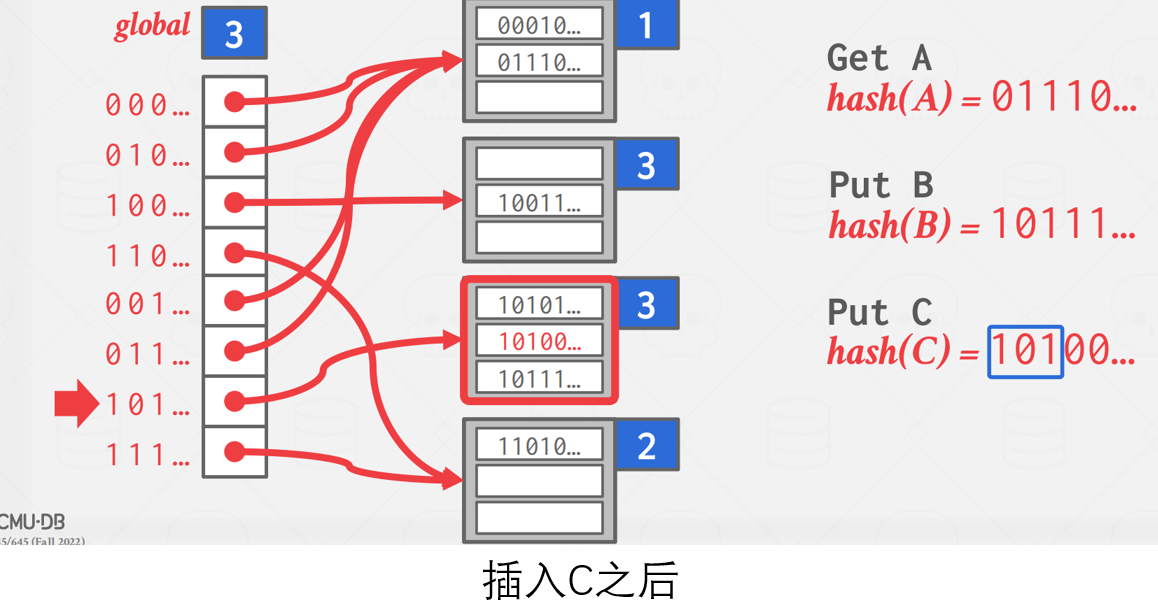 global 3
000…
010…
100…
110…
001…
011…
101…
111…
00010…
01110…
1
10011…
3
10101…
10100…
10111…
3
11010…
2
Get A
hash(A) = 01110…
Put B
hash(B) = 10111…
Put C
hash(C) = 10100…
CMU·DB
5/645 (Fall 2022)
插入C之后